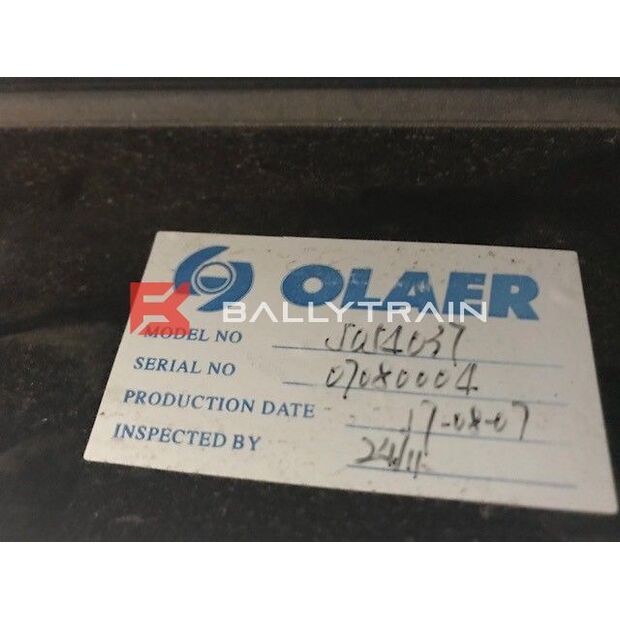 OLAER
BALLYTRAIN
MODEL NO
SERIAL NO 07080004
PRODUCTION DATE 17-08-07
INSPECTED BY 24/11